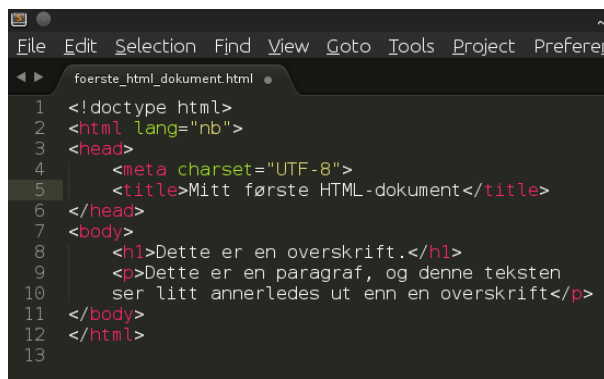 File Edit Selection Find View Goto Tools Project
foerste_html_dokument.html
1 <!doctype html>
2 <html lang="nb">
3 <head>
4     <meta charset="UTF-8">
5     <title>Mitt første HTML-dokument</title>
6 </head>
7 <body>
8     <h1>Dette er en overskrift.</h1>
9     <p>Dette er en paragraf, og denne teksten
10     ser litt annerledes ut enn en overskrift</p>
11 </body>
12 </html>
13